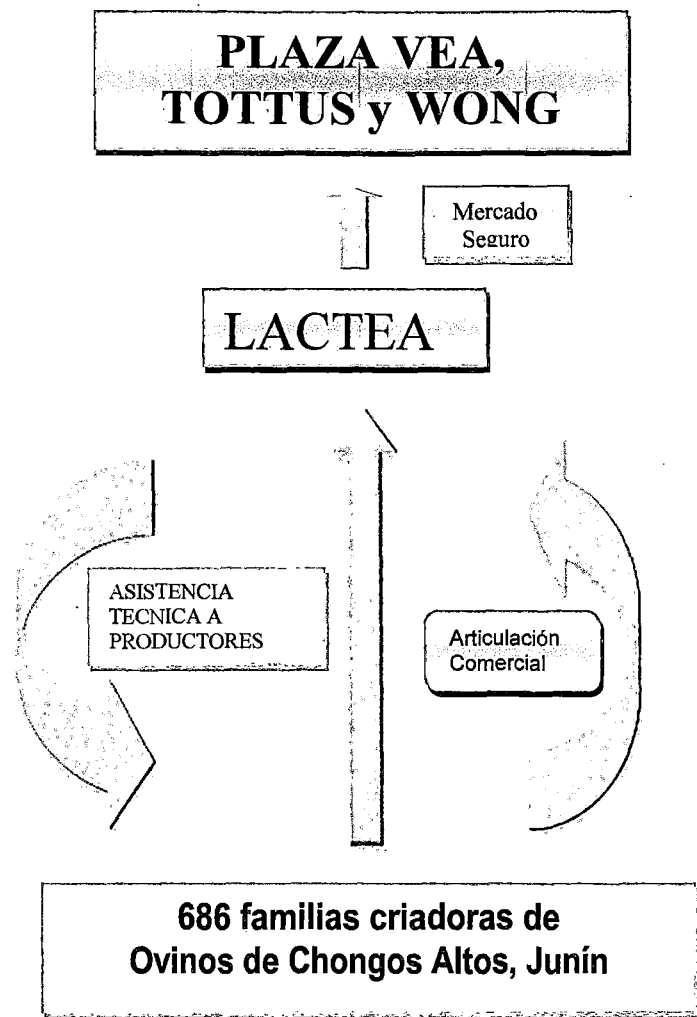 PLAZA VEA,
TOTTUS y WONG
Mercado
Seguro
LACTEA
ASISTENCIA
TECNICA A
PRODUCTORES
Articulación
Comercial
686 familias criadoras de
Ovinos de Chongos Altos, Junín